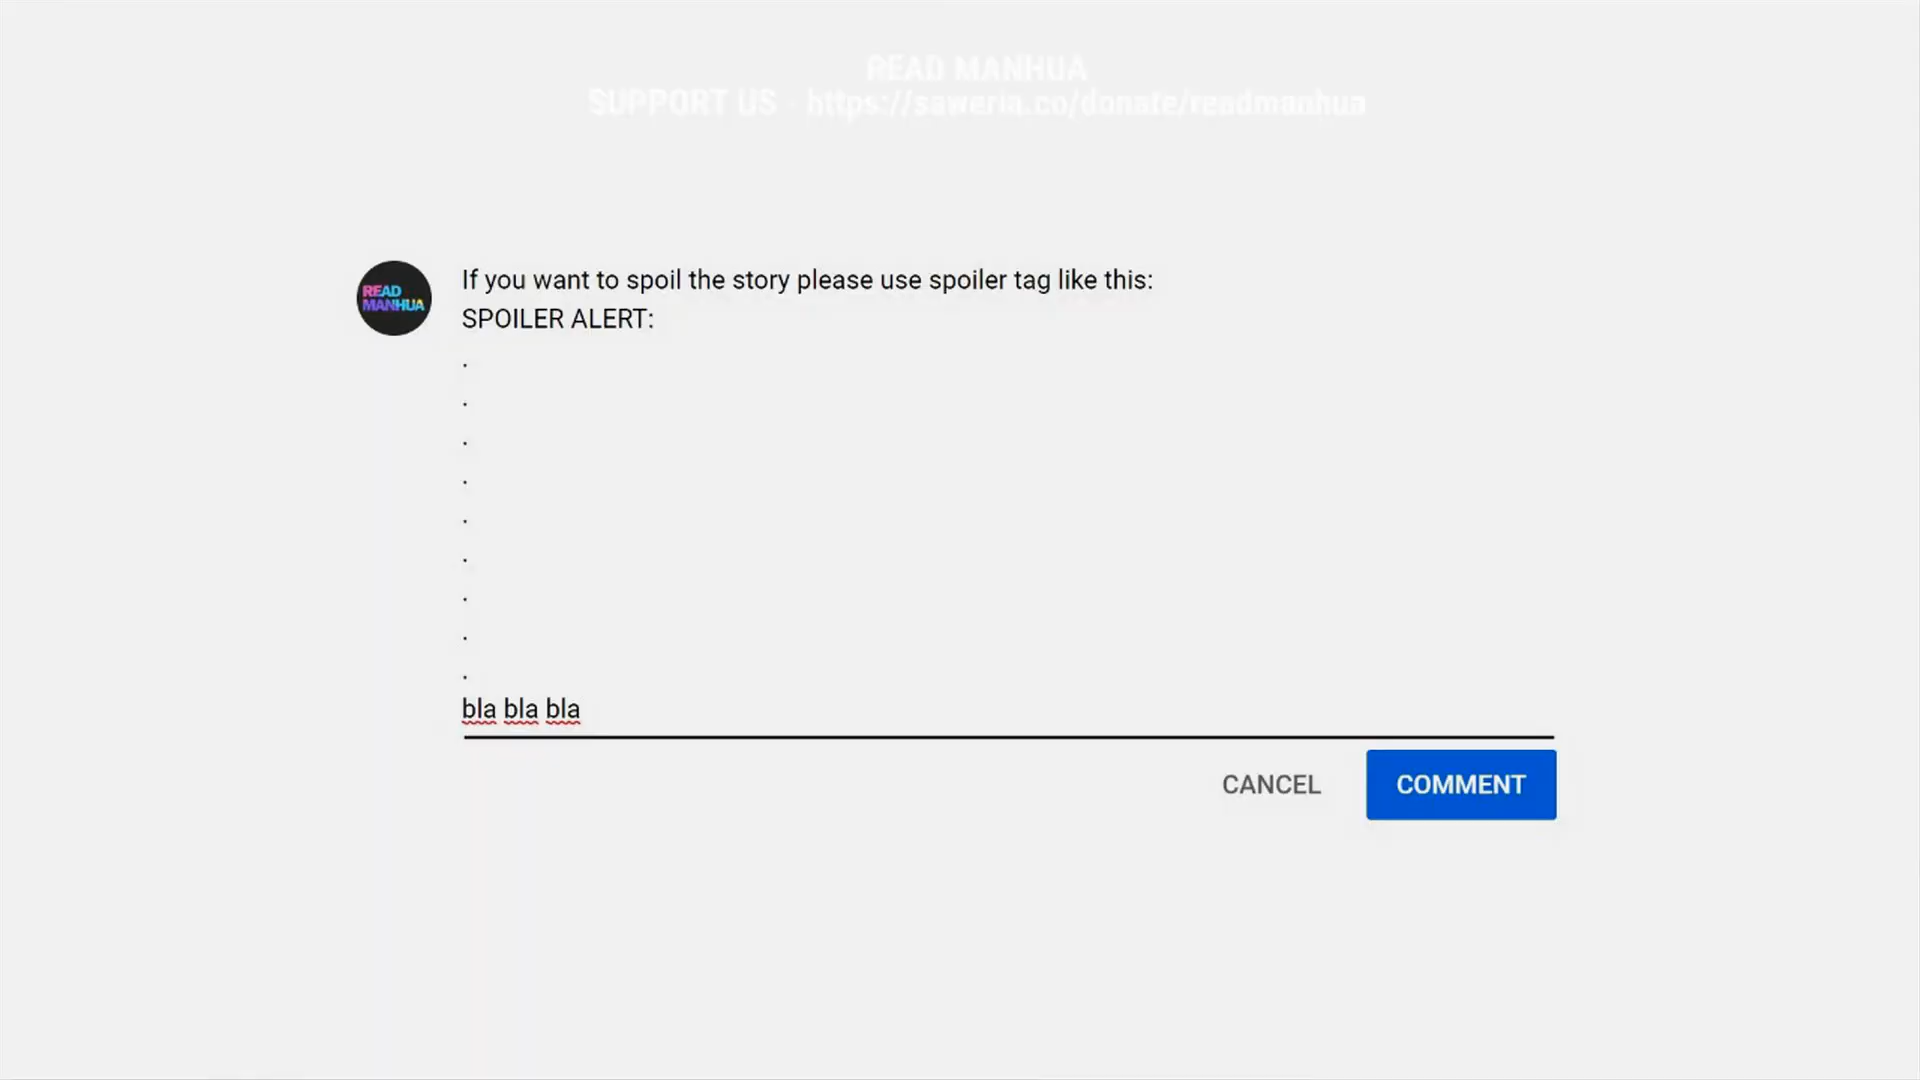 READ MANHUA
SUPPORT US - https://saweria.co/donate/readmanhua
READ
MANHUA
If you want to spoil the story please use spoiler tag like this:
SPOILER ALERT:
.
.
.
.
.
.
.
.
.
bla bla bla
CANCEL
COMMENT